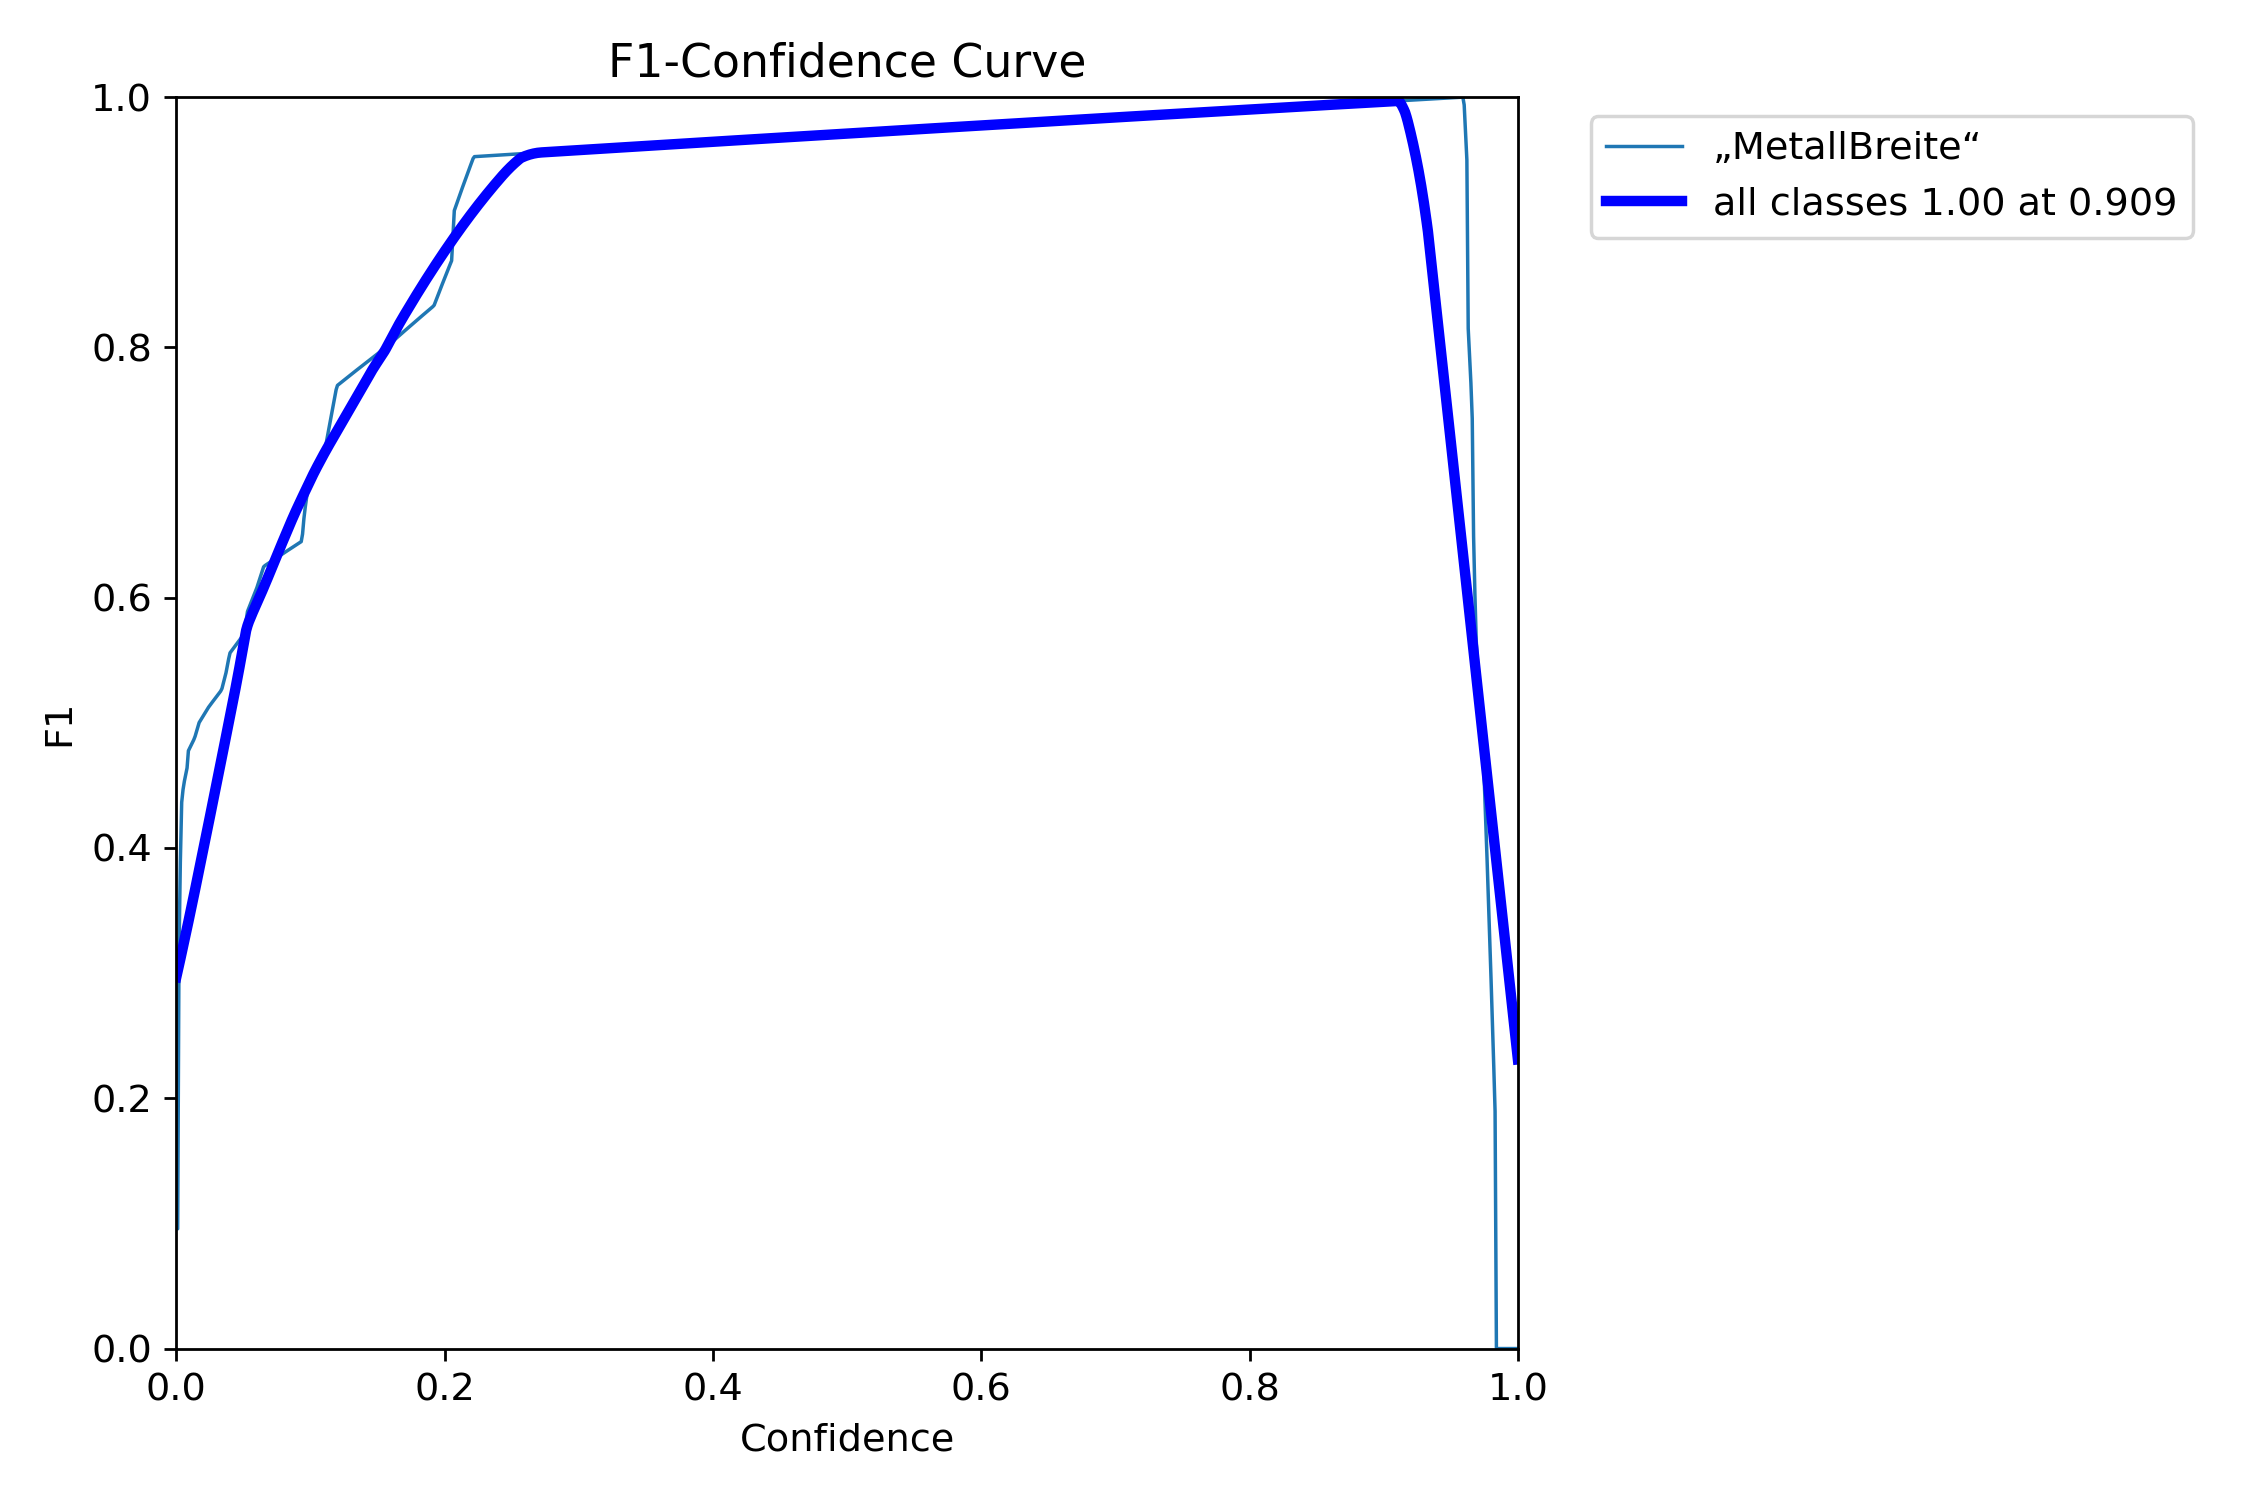 F1-Confidence Curve
1.0
0.8
0.6
0.4
0.2
0.0
F1
0.0 0.2 0.4 0.6 0.8 1.0
Confidence
„MetallBreite“
all classes 1.00 at 0.909